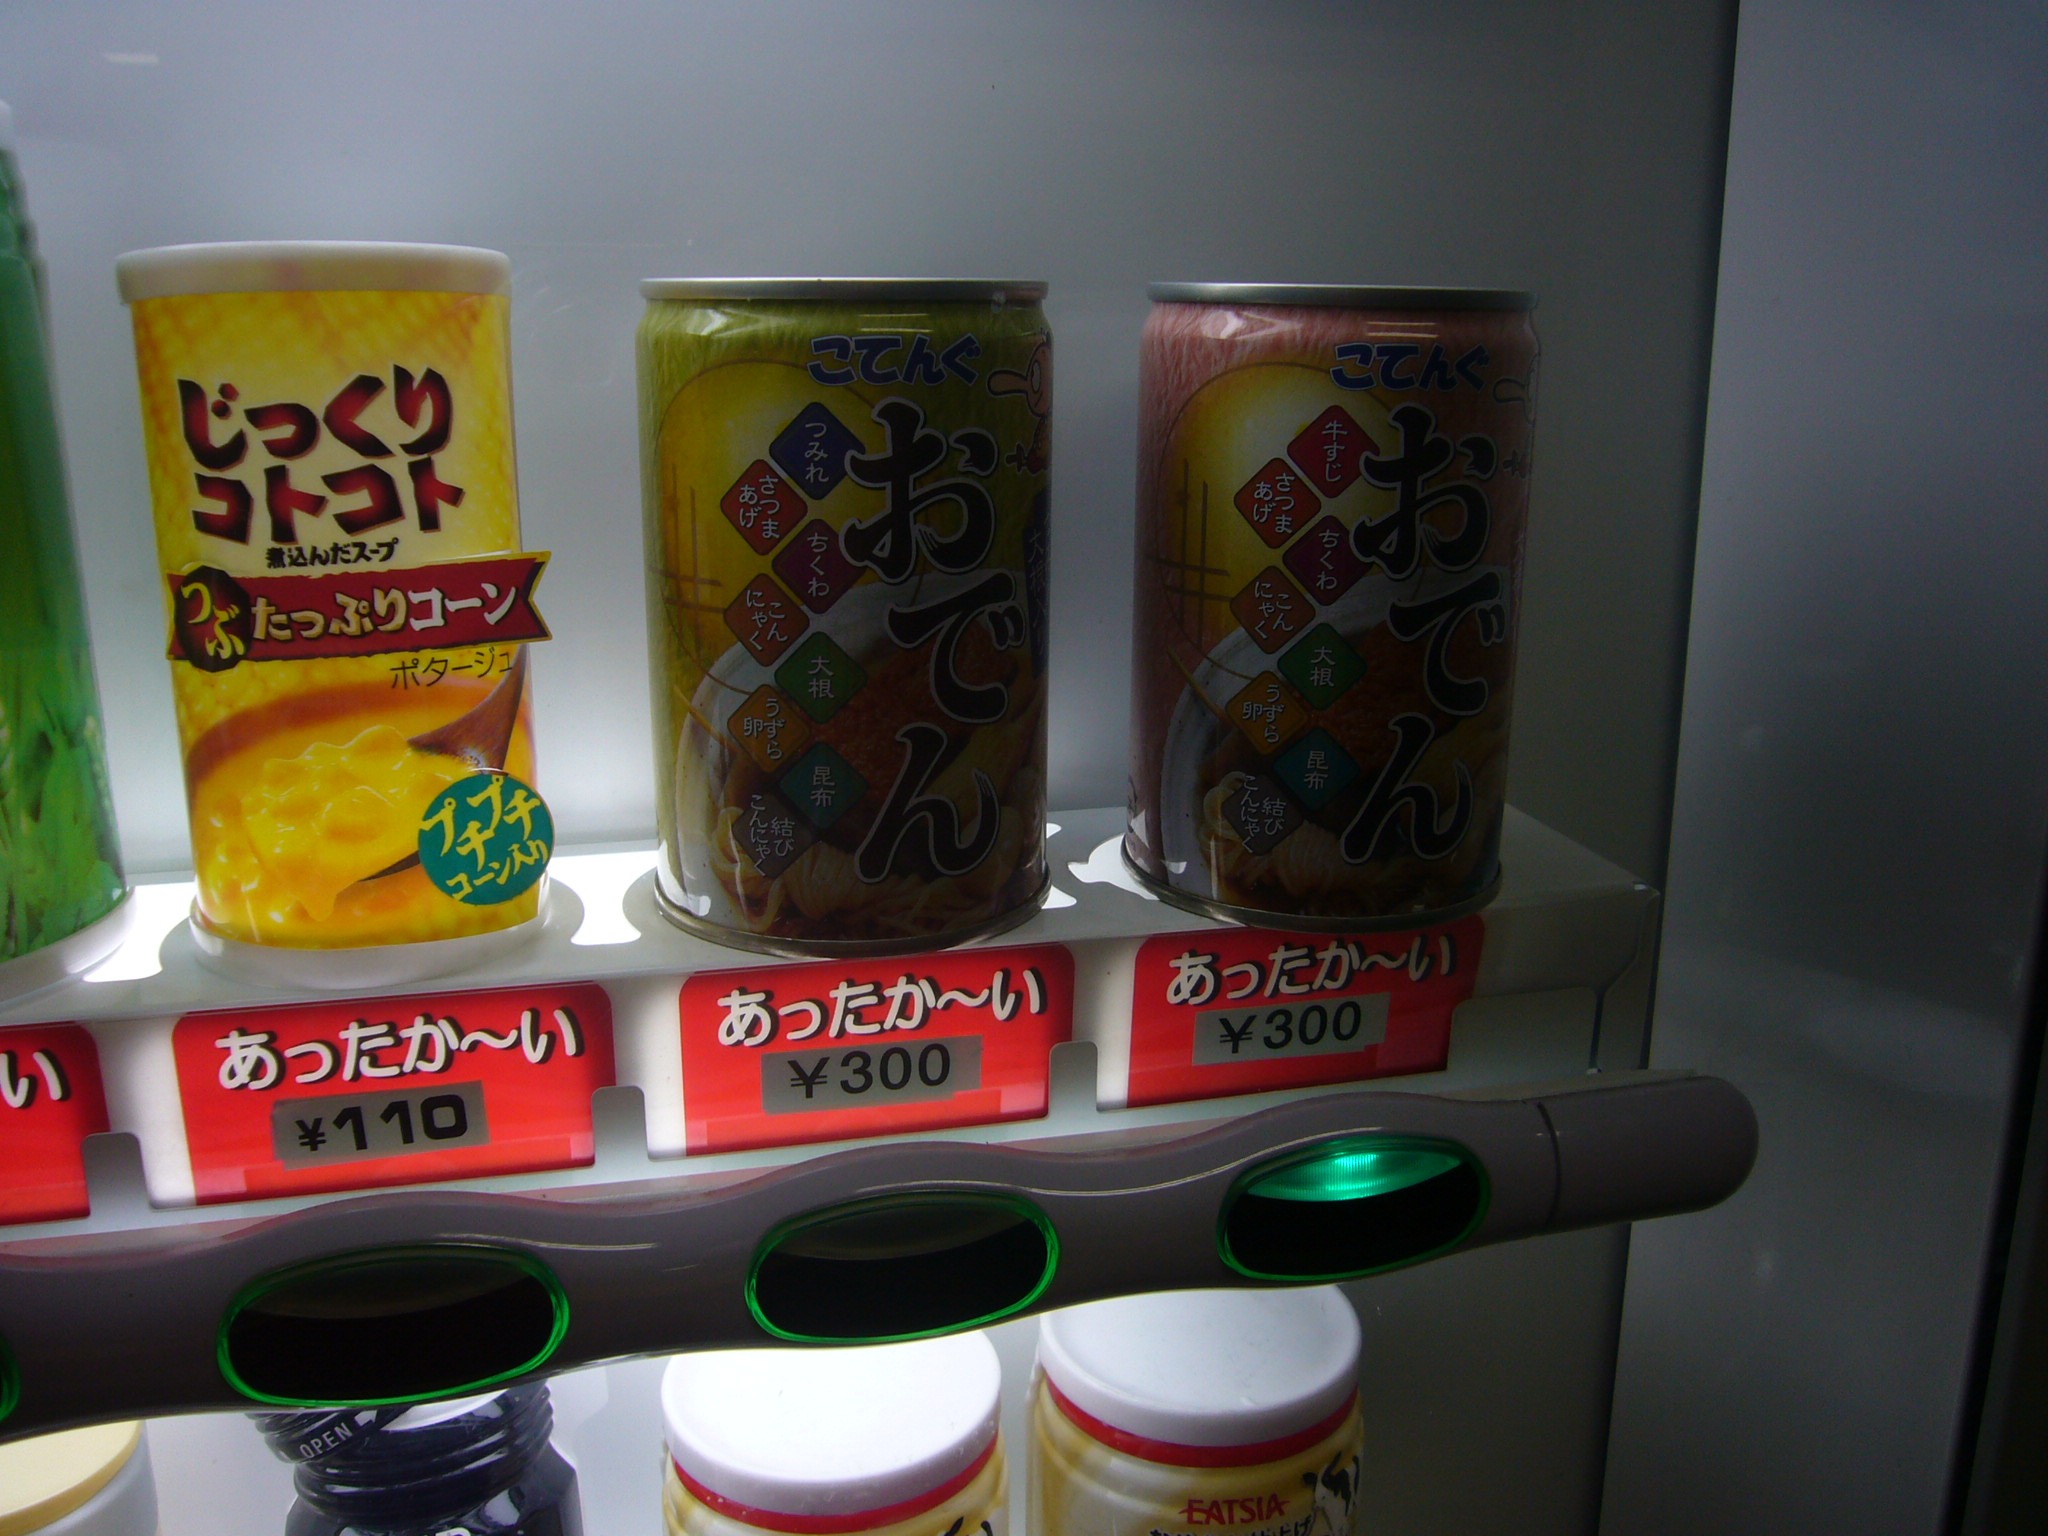 じっくり
コトコト
煮込んだスープ
つぶ
たっぷりコーン
ポタージュ
プチプチ
コーン入り
こてんぐ
おでん
つみれ
さつま
あげ
ちくわ
こん
にゃく
大根
うずら
卵
昆布
結び
こんにゃく
こてんぐ
おでん
牛すじ
さつま
あげ
ちくわ
こん
にゃく
大根
うずら
卵
昆布
結び
こんにゃく
い
あったか〜い
¥110
あったか〜い
¥300
あったか〜い
¥300
OPEN
EATSIA